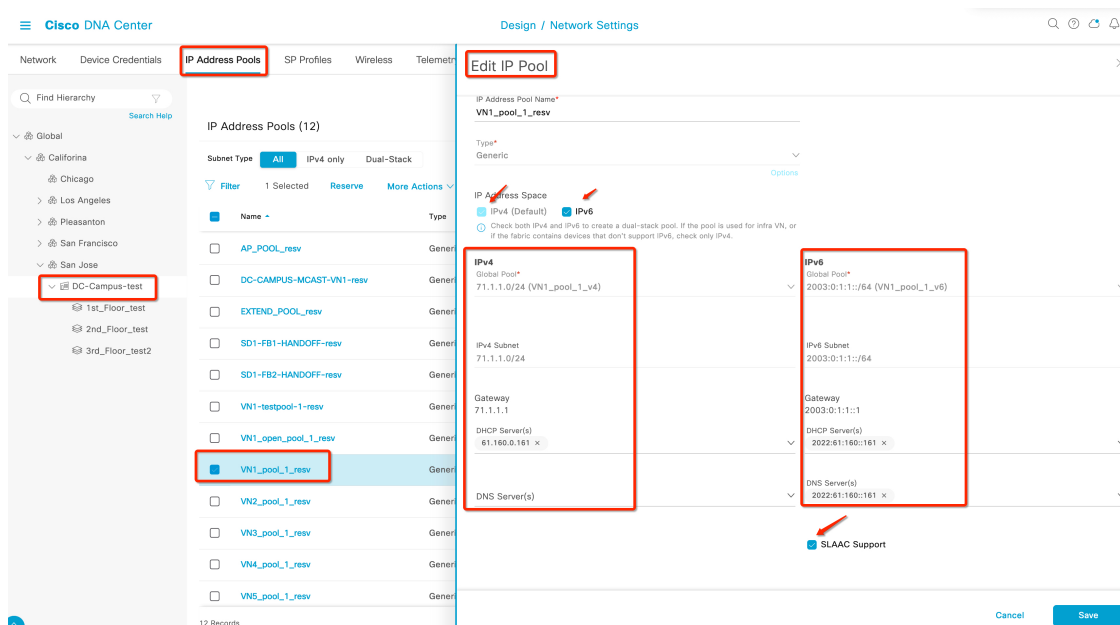 Cisco DNA Center
Design / Network Settings
Network Device Credentials IP Address Pools SP Profiles Wireless Telemetry
Find Hierarchy
Search Help
Global
Califorina
Chicago
Los Angeles
Pleasanton
San Francisco
San Jose
DC-Campus-test
1st_Floor_test
2nd_Floor_test
3rd_Floor_test2
IP Address Pools (12)
Subnet Type All IPv4 only Dual-Stack
Filter 1 Selected Reserve More Actions
Name Type
AP_POOL_resv Generi
DC-CAMPUS-MCAST-VN1-resv Generi
EXTEND_POOL_resv Generi
SD1-FB1-HANDOFF-resv Generi
SD1-FB2-HANDOFF-resv Generi
VN1-testpool-1-resv Generi
VN1_open_pool_1_resv Generi
VN1_pool_1_resv Generi
VN2_pool_1_resv Generi
VN3_pool_1_resv Generi
VN4_pool_1_resv Generi
VN5_pool_1_resv Generi
12 Records
Edit IP Pool
IP Address Pool Name*
VN1_pool_1_resv
Type*
Generic
Options
IP Address Space
IPv4 (Default) IPv6
Check both IPv4 and IPv6 to create a dual-stack pool. If the pool is used for infra VN, or
if the fabric contains devices that don't support IPv6, check only IPv4.
IPv4
Global Pool*
71.1.1.0/24 (VN1_pool_1_v4)
IPv4 Subnet
71.1.1.0/24
Gateway
71.1.1.1
DHCP Server(s)
61.160.0.161 ×
DNS Server(s)
IPv6
Global Pool*
2003:0:1:1::/64 (VN1_pool_1_v6)
IPv6 Subnet
2003:0:1:1::/64
Gateway
2003:0:1:1::1
DHCP Server(s)
2022:61:160::161 ×
DNS Server(s)
2022:61:160::161 ×
SLAAC Support
Cancel Save